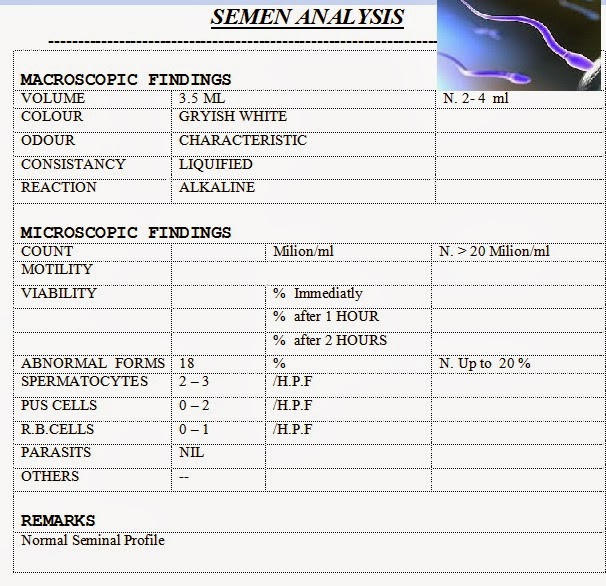 SEMEN ANALYSIS
MACROSCOPIC FINDINGS
VOLUME 3.5 ML N. 2- 4 ml
COLOUR GRYISH WHITE
ODOUR CHARACTERISTIC
CONSISTANCY LIQUIFIED
REACTION ALKALINE
MICROSCOPIC FINDINGS
COUNT Milion/ml N. > 20 Milion/ml
MOTILITY
VIABILITY % Immediatly
% after 1 HOUR
% after 2 HOURS
ABNORMAL FORMS 18 % N. Up to 20 %
SPERMATOCYTES 2 – 3 /H.P.F
PUS CELLS 0 – 2 /H.P.F
R.B.CELLS 0 – 1 /H.P.F
PARASITS NIL
OTHERS --
REMARKS
Normal Seminal Profile